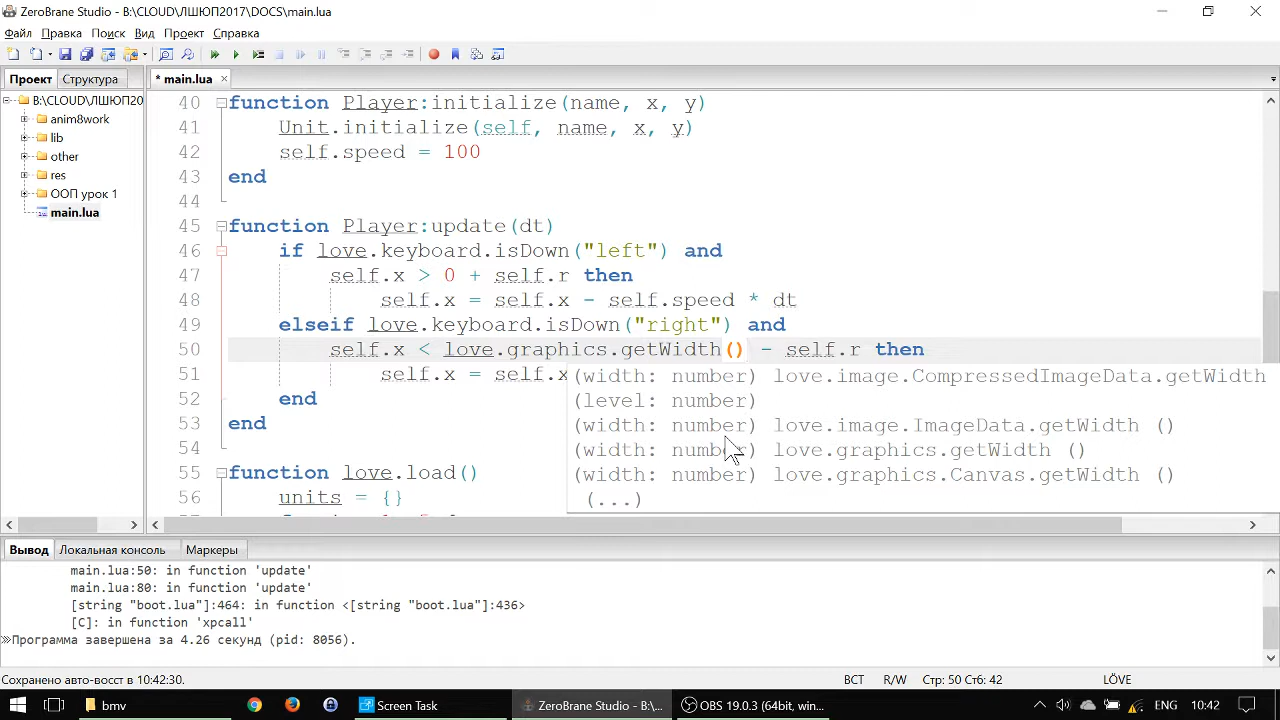 ZeroBrane Studio - B:\CLOUD\ЛШЮП2017\DOCS\main.lua
Файл Правка Поиск Вид Проект Справка
Проект Структура
* main.lua
B:\CLOUD\ЛШЮП20
anim8work
lib
other
res
ООП урок 1
main.lua
40 function Player:initialize(name, x, y)
41 Unit.initialize(self, name, x, y)
42 self.speed = 100
43 end
44
45 function Player:update(dt)
46 if love.keyboard.isDown("left") and
47 self.x > 0 + self.r then
48 self.x = self.x - self.speed * dt
49 elseif love.keyboard.isDown("right") and
50 self.x < love.graphics.getWidth() - self.r then
51 self.x = self.x
52 end
53 end
54
55 function love.load()
56 units = {}
(width: number) love.image.CompressedImageData.getWidth
(level: number)
(width: number) love.image.ImageData.getWidth ()
(width: number) love.graphics.getWidth ()
(width: number) love.graphics.Canvas.getWidth ()
(...)
Вывод Локальная консоль Маркеры
main.lua:50: in function 'update'
main.lua:80: in function 'update'
[string "boot.lua"]:464: in function <[string "boot.lua"]:436>
[C]: in function 'xpcall'
Программа завершена за 4.26 секунд (pid: 8056).
Сохранено авто-восст в 10:42:30.
ВСТ R/W Стр: 50 Ст6: 42 LÖVE
bmv
Screen Task
ZeroBrane Studio - B:\...
OBS 19.0.3 (64bit, win...
ENG 10:42